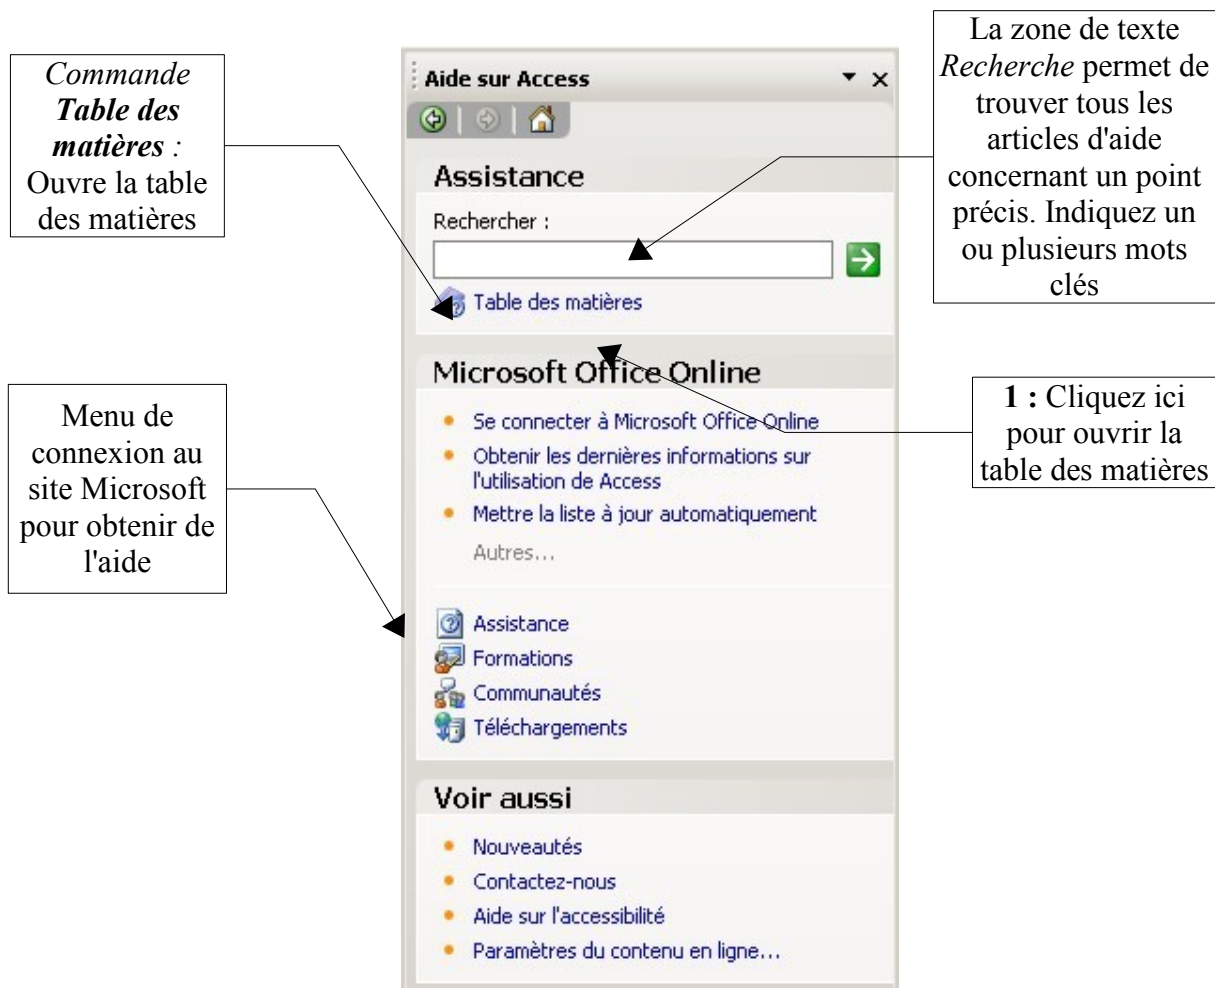 Commande
Table des
matières :
Ouvre la table
des matières
Menu de
connexion au
site Microsoft
pour obtenir de
l'aide
Aide sur Access
Assistance
Rechercher :
Table des matières
Microsoft Office Online
Se connecter à Microsoft Office Online
Obtenir les dernières informations sur
l'utilisation de Access
Mettre la liste à jour automatiquement
Autres...
Assistance
Formations
Communautés
Téléchargements
Voir aussi
Nouveautés
Contactez-nous
Aide sur l'accessibilité
Paramètres du contenu en ligne...
La zone de texte
Recherche permet de
trouver tous les
articles d'aide
concernant un point
précis. Indiquez un
ou plusieurs mots
clés
1 : Cliquez ici
pour ouvrir la
table des matières